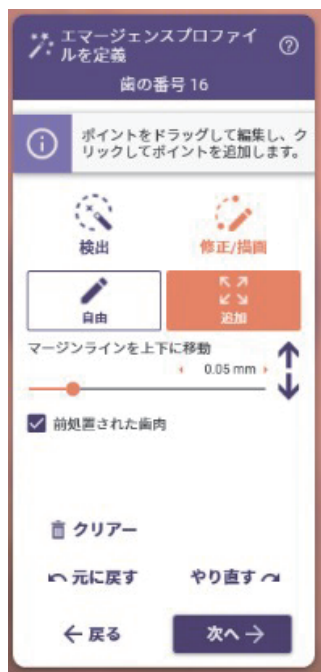 エマージェンスプロファイ
ルを定義
歯の番号 16
ポイントをドラッグして編集し、ク
リックしてポイントを追加します。
検出 修正/描画
自由 追加
マージンラインを上下に移動
0.05 mm
前処置された歯肉
クリアー
元に戻す やり直す
戻る 次へ